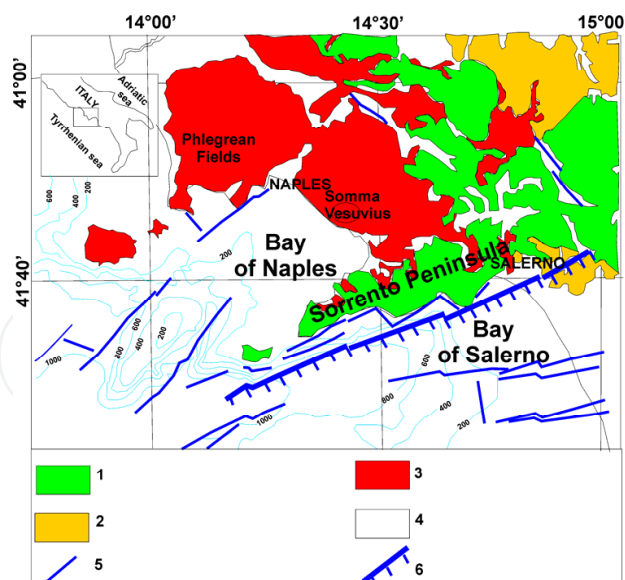 14°00’
14°30’
15°00’
41°00’
41°40’
Adriatic
sea
ITALY
Tyrrhenian sea
Phlegrean
Fields
NAPLES
Somma
Vesuvius
Bay
of Naples
Sorrento Peninsula
SALERNO
Bay
of Salerno
600
400
200
200
1000
600
400
200
200
1000
800
600
400
200
1
2
3
4
5
6